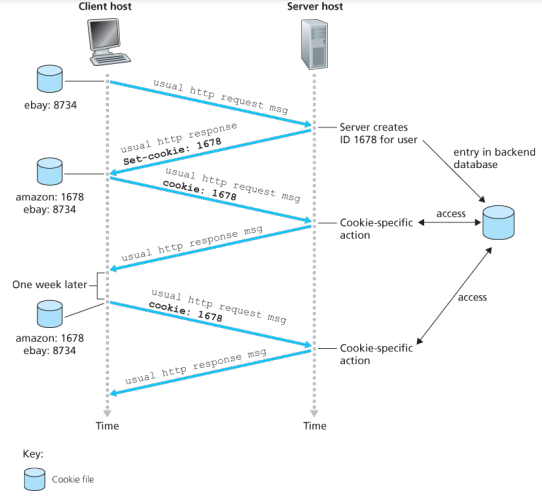 Client host
Server host
ebay: 8734
usual http request msg
Server creates
ID 1678 for user
usual http response
Set-cookie: 1678
entry in backend
database
amazon: 1678
ebay: 8734
usual http request msg
cookie: 1678
access
Cookie-specific
action
usual http response msg
One week later
usual http request msg
cookie: 1678
access
amazon: 1678
ebay: 8734
Cookie-specific
action
usual http response msg
Time
Time
Key:
Cookie file